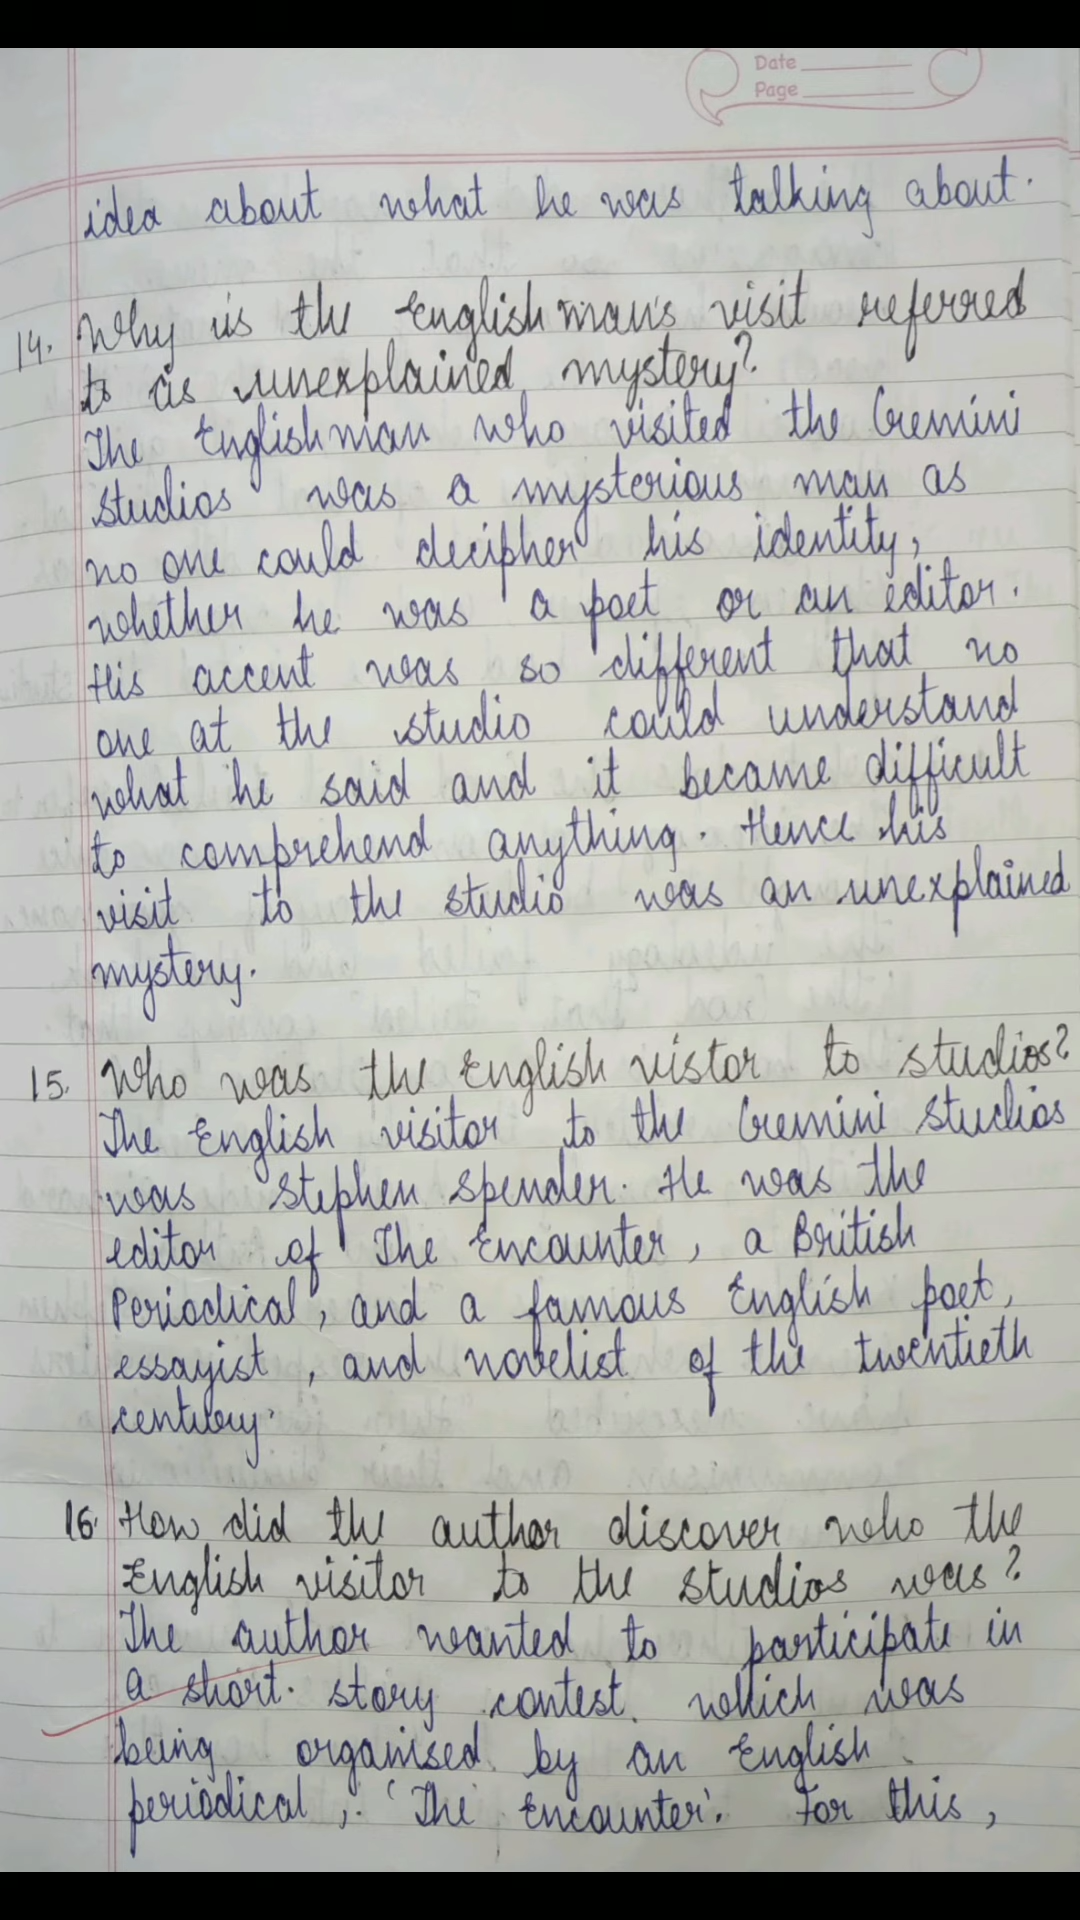 Date
Page
idea about what he was talking about.
14. Why is the Englishman's visit referred
to as unexplained mystery?
The Englishman who visited the Gemini
studios was a mysterious man as
no one could decipher his identity,
whether he was a poet or an editor.
His accent was so different that no
one at the studio could understand
what he said and it became difficult
to comprehend anything. Hence his
visit to the studio was an unexplained
mystery.
15. Who was the English vistor to studios?
The English visitor to the Gemini studios
was Stephen Spender. He was the
editor of The Encounter, a British
Periodical, and a famous English poet,
essayist, and novelist of the twentieth
century.
16. How did the author discover who the
English visitor to the studios was?
The author wanted to participate in
a short. story contest. which was
being organised by an English
periodical, 'The Encounter'. For this,